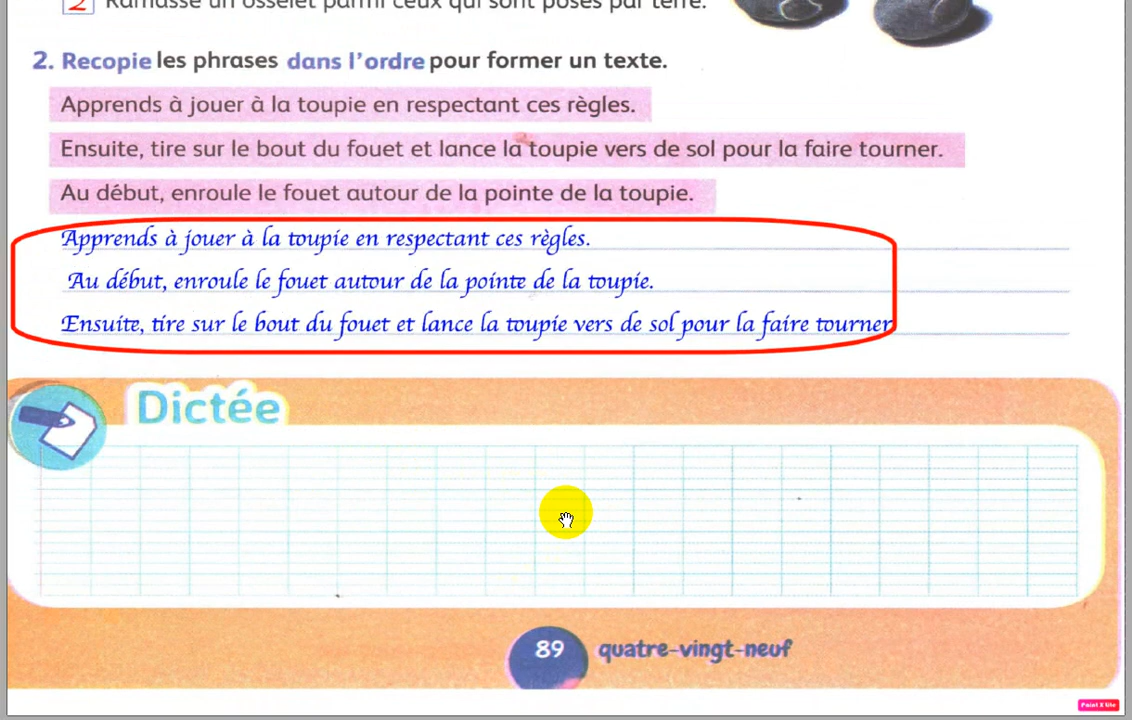 2 Ramasse un osselet parmi ceux qui sont posés par terre.
2. Recopie les phrases dans l'ordre pour former un texte.
Apprends à jouer à la toupie en respectant ces règles.
Ensuite, tire sur le bout du fouet et lance la toupie vers de sol pour la faire tourner.
Au début, enroule le fouet autour de la pointe de la toupie.
Apprends à jouer à la toupie en respectant ces règles.
Au début, enroule le fouet autour de la pointe de la toupie.
Ensuite, tire sur le bout du fouet et lance la toupie vers de sol pour la faire tourner
Dictée
89 quatre-vingt-neuf
Paint X lite